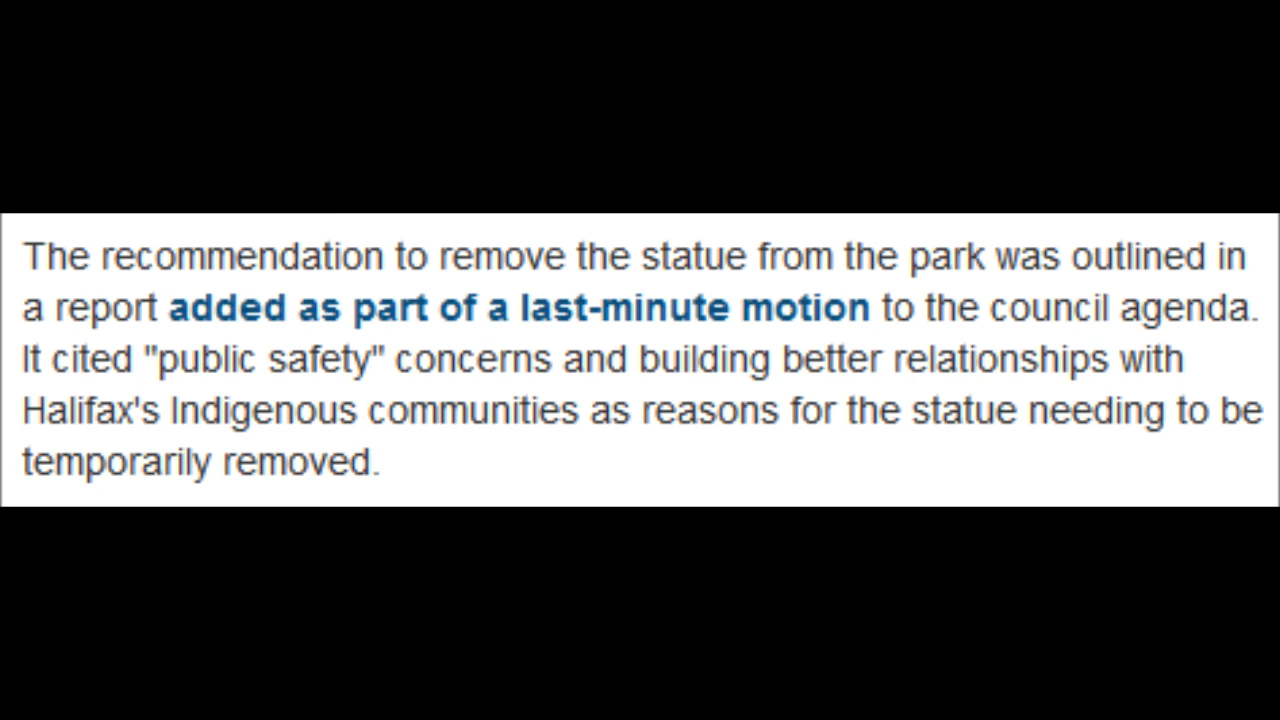 The recommendation to remove the statue from the park was outlined in
a report added as part of a last-minute motion to the council agenda.
It cited "public safety" concerns and building better relationships with
Halifax's Indigenous communities as reasons for the statue needing to be
temporarily removed.